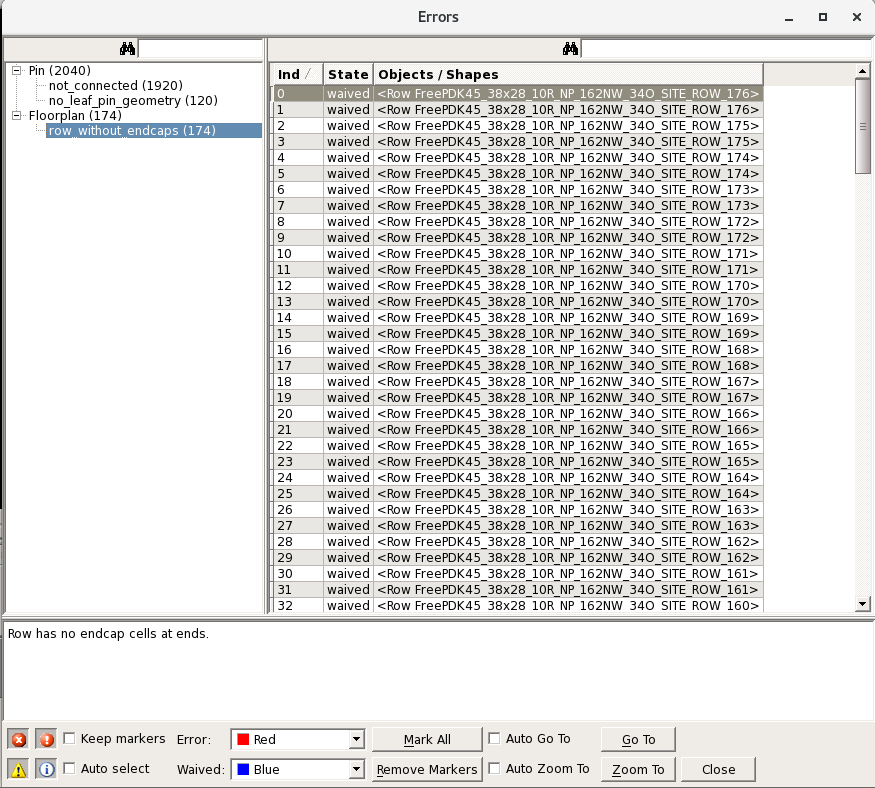 Errors
Pin (2040)
not_connected (1920)
no_leaf_pin_geometry (120)
Floorplan (174)
row_without_endcaps (174)
Ind State Objects / Shapes
0 waived <Row FreePDK45_38x28_10R_NP_162NW_34O_SITE_ROW_176>
1 waived <Row FreePDK45_38x28_10R_NP_162NW_34O_SITE_ROW_176>
2 waived <Row FreePDK45_38x28_10R_NP_162NW_34O_SITE_ROW_175>
3 waived <Row FreePDK45_38x28_10R_NP_162NW_34O_SITE_ROW_175>
4 waived <Row FreePDK45_38x28_10R_NP_162NW_34O_SITE_ROW_174>
5 waived <Row FreePDK45_38x28_10R_NP_162NW_34O_SITE_ROW_174>
6 waived <Row FreePDK45_38x28_10R_NP_162NW_34O_SITE_ROW_173>
7 waived <Row FreePDK45_38x28_10R_NP_162NW_34O_SITE_ROW_173>
8 waived <Row FreePDK45_38x28_10R_NP_162NW_34O_SITE_ROW_172>
9 waived <Row FreePDK45_38x28_10R_NP_162NW_34O_SITE_ROW_172>
10 waived <Row FreePDK45_38x28_10R_NP_162NW_34O_SITE_ROW_171>
11 waived <Row FreePDK45_38x28_10R_NP_162NW_34O_SITE_ROW_171>
12 waived <Row FreePDK45_38x28_10R_NP_162NW_34O_SITE_ROW_170>
13 waived <Row FreePDK45_38x28_10R_NP_162NW_34O_SITE_ROW_170>
14 waived <Row FreePDK45_38x28_10R_NP_162NW_34O_SITE_ROW_169>
15 waived <Row FreePDK45_38x28_10R_NP_162NW_34O_SITE_ROW_169>
16 waived <Row FreePDK45_38x28_10R_NP_162NW_34O_SITE_ROW_168>
17 waived <Row FreePDK45_38x28_10R_NP_162NW_34O_SITE_ROW_168>
18 waived <Row FreePDK45_38x28_10R_NP_162NW_34O_SITE_ROW_167>
19 waived <Row FreePDK45_38x28_10R_NP_162NW_34O_SITE_ROW_167>
20 waived <Row FreePDK45_38x28_10R_NP_162NW_34O_SITE_ROW_166>
21 waived <Row FreePDK45_38x28_10R_NP_162NW_34O_SITE_ROW_166>
22 waived <Row FreePDK45_38x28_10R_NP_162NW_34O_SITE_ROW_165>
23 waived <Row FreePDK45_38x28_10R_NP_162NW_34O_SITE_ROW_165>
24 waived <Row FreePDK45_38x28_10R_NP_162NW_34O_SITE_ROW_164>
25 waived <Row FreePDK45_38x28_10R_NP_162NW_34O_SITE_ROW_164>
26 waived <Row FreePDK45_38x28_10R_NP_162NW_34O_SITE_ROW_163>
27 waived <Row FreePDK45_38x28_10R_NP_162NW_34O_SITE_ROW_163>
28 waived <Row FreePDK45_38x28_10R_NP_162NW_34O_SITE_ROW_162>
29 waived <Row FreePDK45_38x28_10R_NP_162NW_34O_SITE_ROW_162>
30 waived <Row FreePDK45_38x28_10R_NP_162NW_34O_SITE_ROW_161>
31 waived <Row FreePDK45_38x28_10R_NP_162NW_34O_SITE_ROW_161>
32 waived <Row FreePDK45_38x28_10R_NP_162NW_34O_SITE_ROW_160>
Row has no endcap cells at ends.
Keep markers Error: Red Mark All Auto Go To Go To
Auto select Waived: Blue Remove Markers Auto Zoom To Zoom To Close